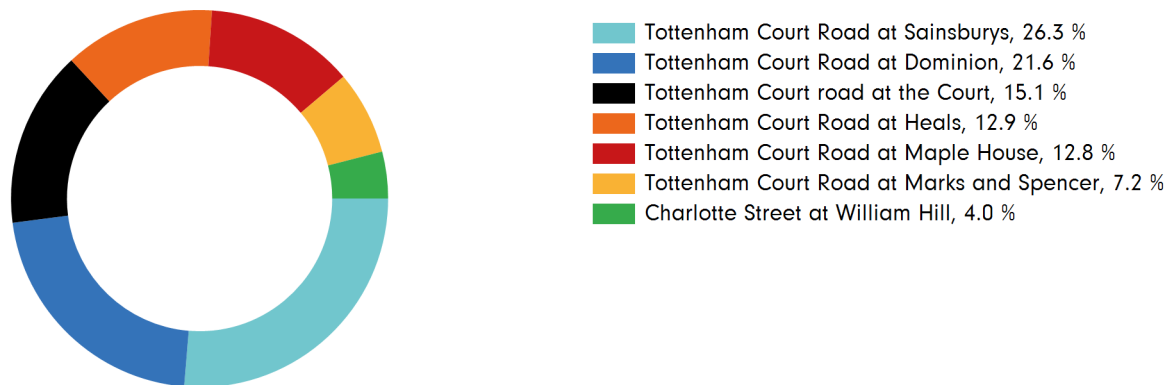 Tottenham Court Road at Sainsburys, 26.3 %
Tottenham Court Road at Dominion, 21.6 %
Tottenham Court road at the Court, 15.1 %
Tottenham Court Road at Heals, 12.9 %
Tottenham Court Road at Maple House, 12.8 %
Tottenham Court Road at Marks and Spencer, 7.2 %
Charlotte Street at William Hill, 4.0 %